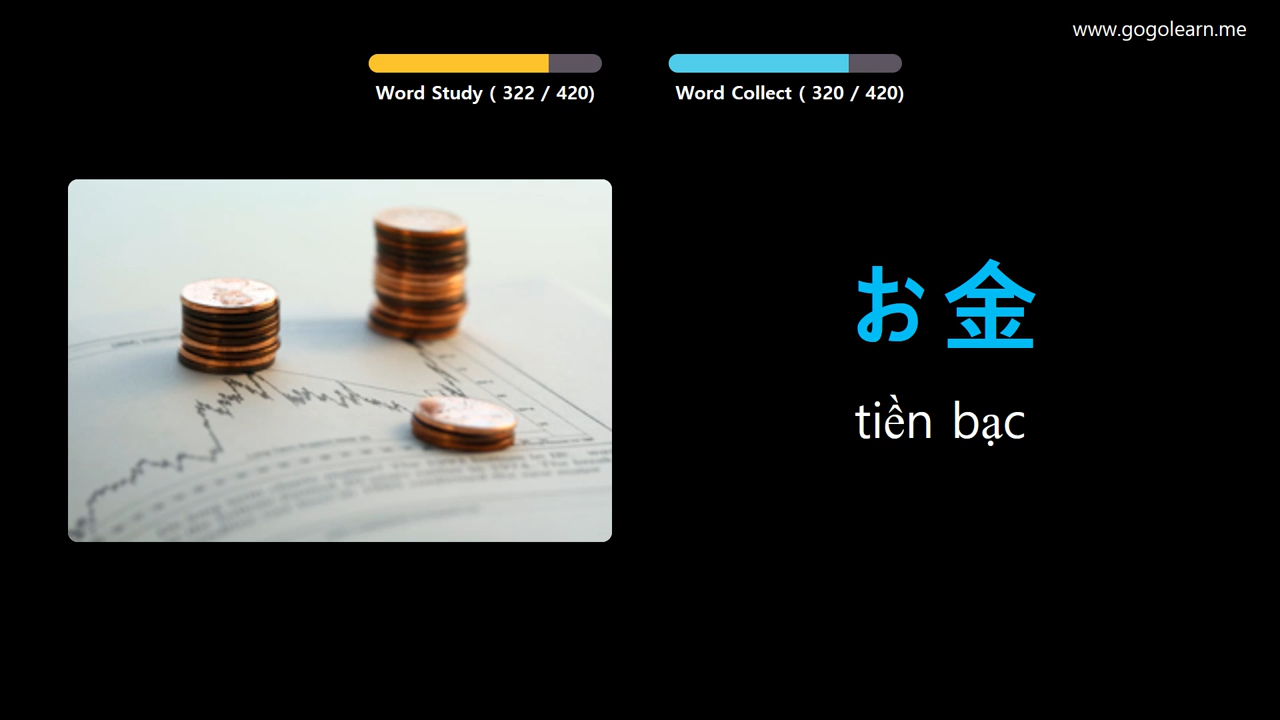 www.gogolearn.me
Word Study ( 322 / 420)
Word Collect ( 320 / 420)
お金
tiền bạc